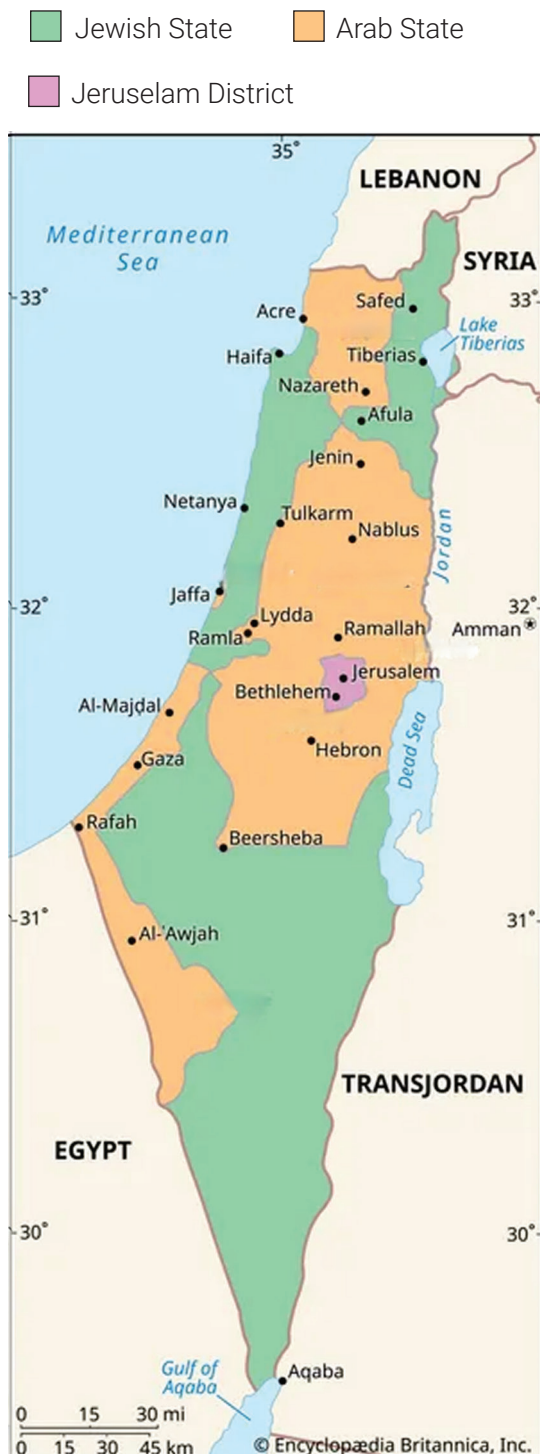 Jewish State
Arab State
Jeruselam District
35°
LEBANON
Mediterranean
Sea
SYRIA
33°
33°
Safed
Acre
Lake
Tiberias
Haifa
Tiberias
Nazareth
Afula
Jenin
Netanya
Tulkarm
Nablus
Jordan
Jaffa
32°
32°
Lydda
Ramla
Ramallah
Amman
Jerusalem
Bethlehem
Al-Majdal
Hebron
Dead Sea
Gaza
Rafah
Beersheba
31°
31°
Al-ʿAwjah
TRANSJORDAN
EGYPT
30°
30°
Gulf of
Aqaba
Aqaba
0 15 30 mi
0 15 30 45 km
© Encyclopædia Britannica, Inc.